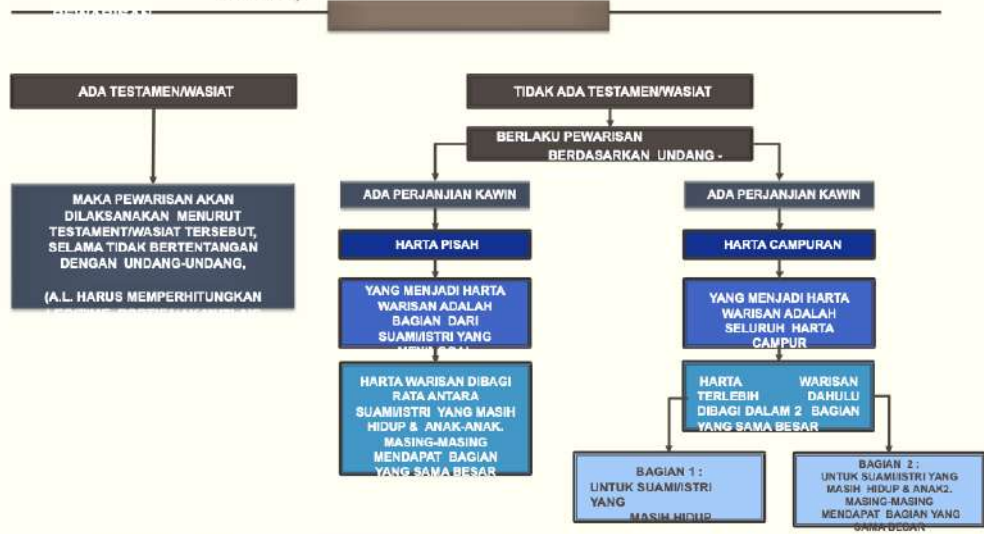 PEWARISAN
ADA TESTAMEN/WASIAT
MAKA PEWARISAN AKAN
DILAKSANAKAN MENURUT
TESTAMENT/WASIAT TERSEBUT,
SELAMA TIDAK BERTENTANGAN
DENGAN UNDANG-UNDANG,
(A.L. HARUS MEMPERHITUNGKAN
TIDAK ADA TESTAMEN/WASIAT
BERLAKU PEWARISAN
BERDASARKAN UNDANG -
ADA PERJANJIAN KAWIN
HARTA PISAH
YANG MENJADI HARTA
WARISAN ADALAH
BAGIAN DARI
SUAMI/ISTRI YANG
MENINGGAL
HARTA WARISAN DIBAGI
RATA ANTARA
SUAMI/ISTRI YANG MASIH
HIDUP & ANAK-ANAK.
MASING-MASING
MENDAPAT BAGIAN
YANG SAMA BESAR
ADA PERJANJIAN KAWIN
HARTA CAMPURAN
YANG MENJADI HARTA
WARISAN ADALAH
SELURUH HARTA
CAMPUR
HARTA WARISAN
TERLEBIH DAHULU
DIBAGI DALAM 2 BAGIAN
YANG SAMA BESAR
BAGIAN 1 :
UNTUK SUAMI/ISTRI
YANG
MASIH HIDUP
BAGIAN 2 :
UNTUK SUAMI/ISTRI YANG
MASIH HIDUP & ANAK2.
MASING-MASING
MENDAPAT BAGIAN YANG
SAMA BESAR